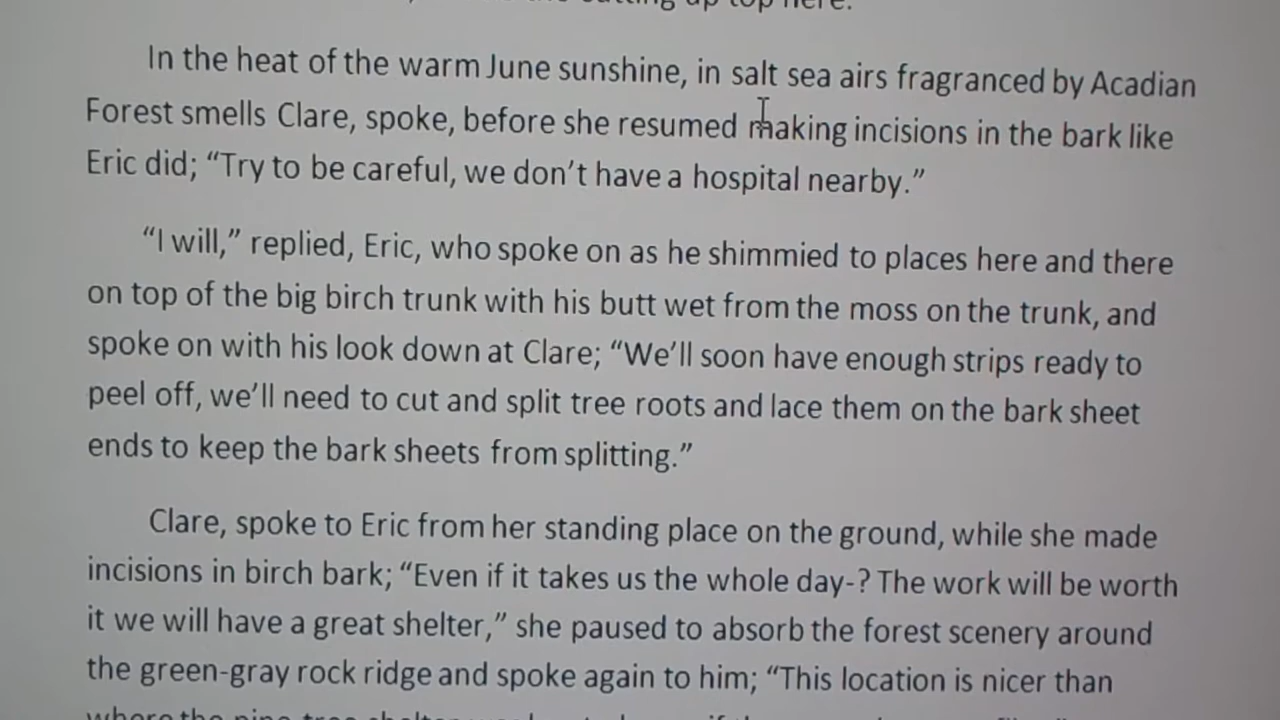 up top here.
In the heat of the warm June sunshine, in salt sea airs fragranced by Acadian
Forest smells Clare, spoke, before she resumed making incisions in the bark like
Eric did; “Try to be careful, we don’t have a hospital nearby.”
“I will,” replied, Eric, who spoke on as he shimmied to places here and there
on top of the big birch trunk with his butt wet from the moss on the trunk, and
spoke on with his look down at Clare; “We’ll soon have enough strips ready to
peel off, we’ll need to cut and split tree roots and lace them on the bark sheet
ends to keep the bark sheets from splitting.”
Clare, spoke to Eric from her standing place on the ground, while she made
incisions in birch bark; “Even if it takes us the whole day-? The work will be worth
it we will have a great shelter,” she paused to absorb the forest scenery around
the green-gray rock ridge and spoke again to him; “This location is nicer than